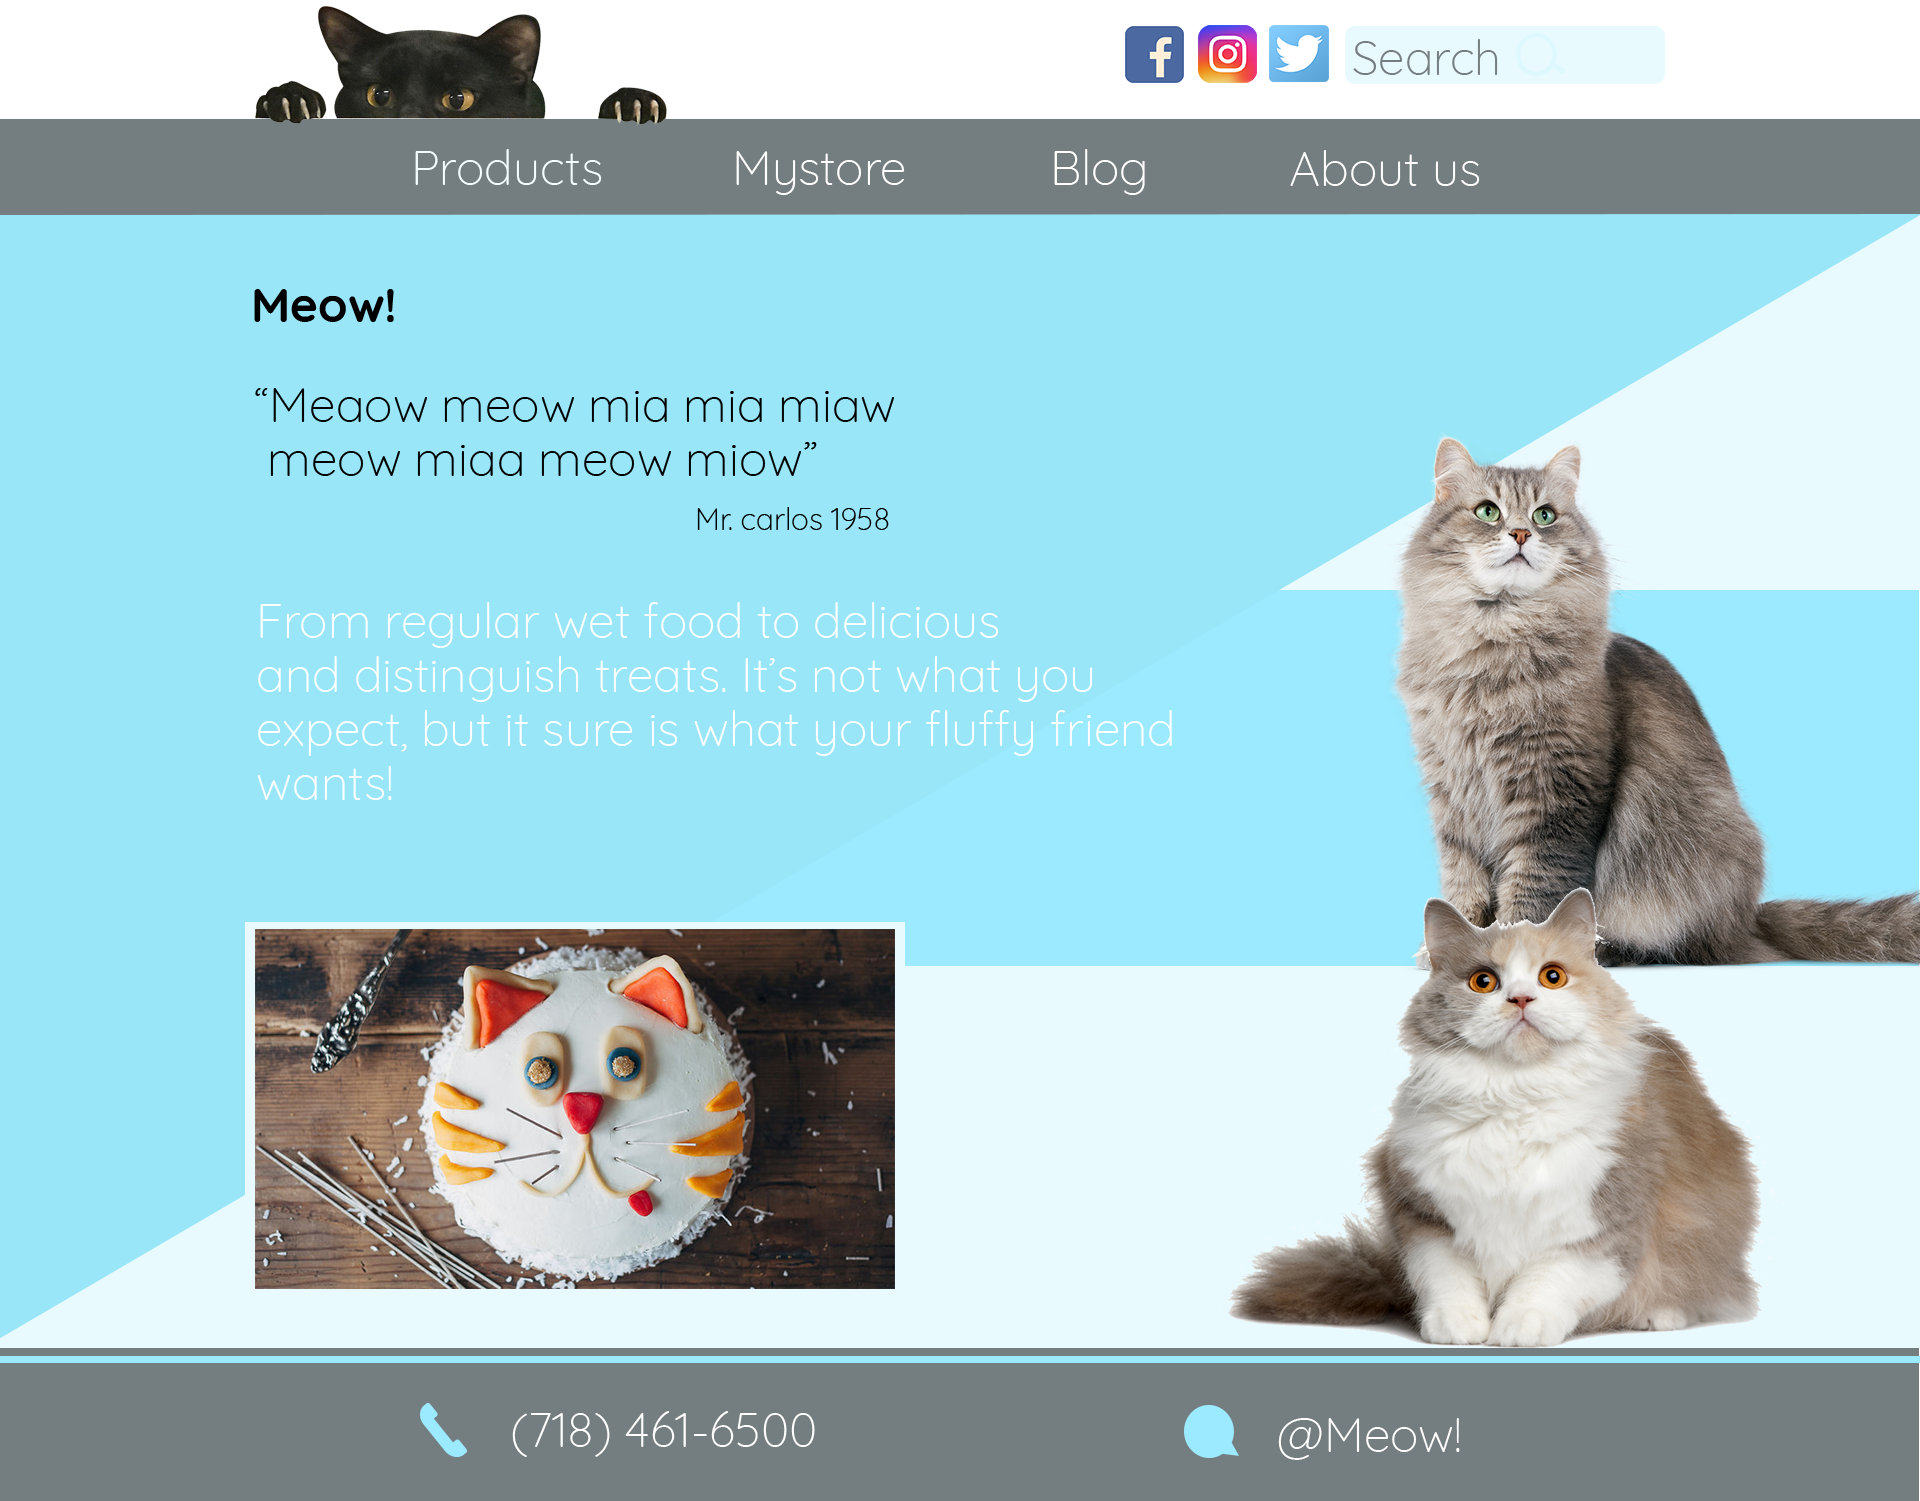 Search
Products Mystore Blog About us
Meow!
“Meaow meow mia mia miaw
meow miaa meow miow”
Mr. carlos 1958
From regular wet food to delicious
and distinguish treats. It’s not what you
expect, but it sure is what your fluffy friend
wants!
(718) 461-6500 @Meow!